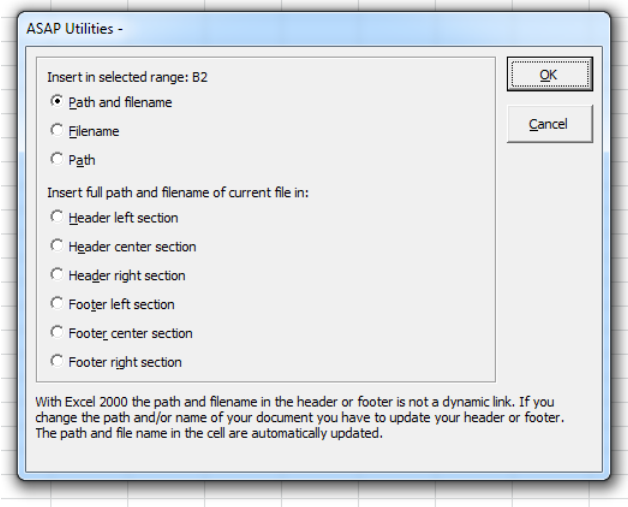 ASAP Utilities -
Insert in selected range: B2
Path and filename
Filename
Path
Insert full path and filename of current file in:
Header left section
Header center section
Header right section
Footer left section
Footer center section
Footer right section
OK
Cancel
With Excel 2000 the path and filename in the header or footer is not a dynamic link. If you
change the path and/or name of your document you have to update your header or footer.
The path and file name in the cell are automatically updated.